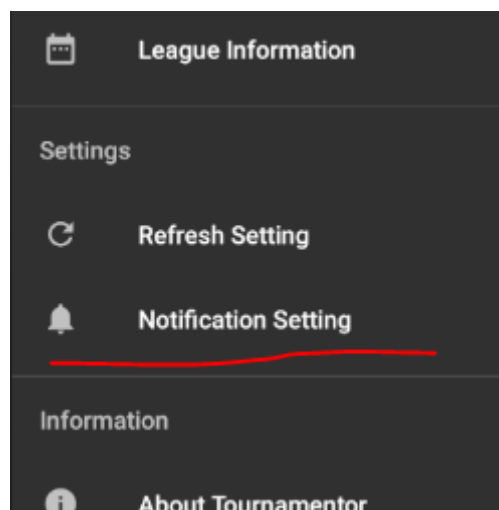 League Information
Settings
Refresh Setting
Notification Setting
Information
About Tournamentor